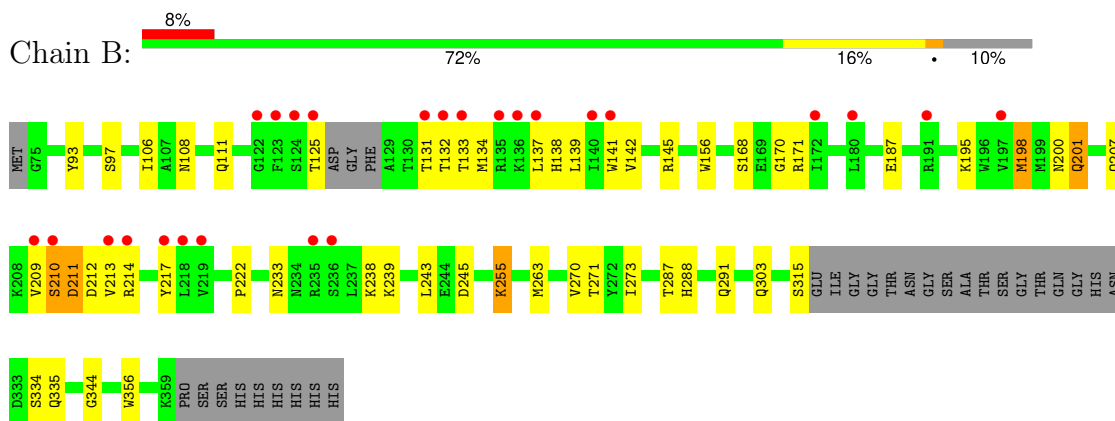 8%
Chain B:
72% 16% • 10%
MET G75 Y93 S97 I106 A107 N108 Q111 G122 F123 S124 T125 ASP GLY PHE A129 T130 T131 T132 T133 M134 R135 K136 L137 H138 L139 I140 W141 V142 R145 W156 S168 E169 G170 R171 I172 L180 E187 R191 K195 W196 V197 M198 M199 N200 Q201
K208 V209 S210 D211 D212 V213 R214 Y217 L218 V219 P222 N233 N234 R235 S236 L237 K238 K239 L243 E244 D245 K255 M263 V270 T271 Y272 I273 T287 H288 Q291 Q303 S315 GLU ILE GLY GLY THR ASN GLY SER ALA THR SER GLY THR GLN GLY HIS ASN
D333 S334 Q335 G344 W356 K359 PRO SER SER HIS HIS HIS HIS HIS HIS